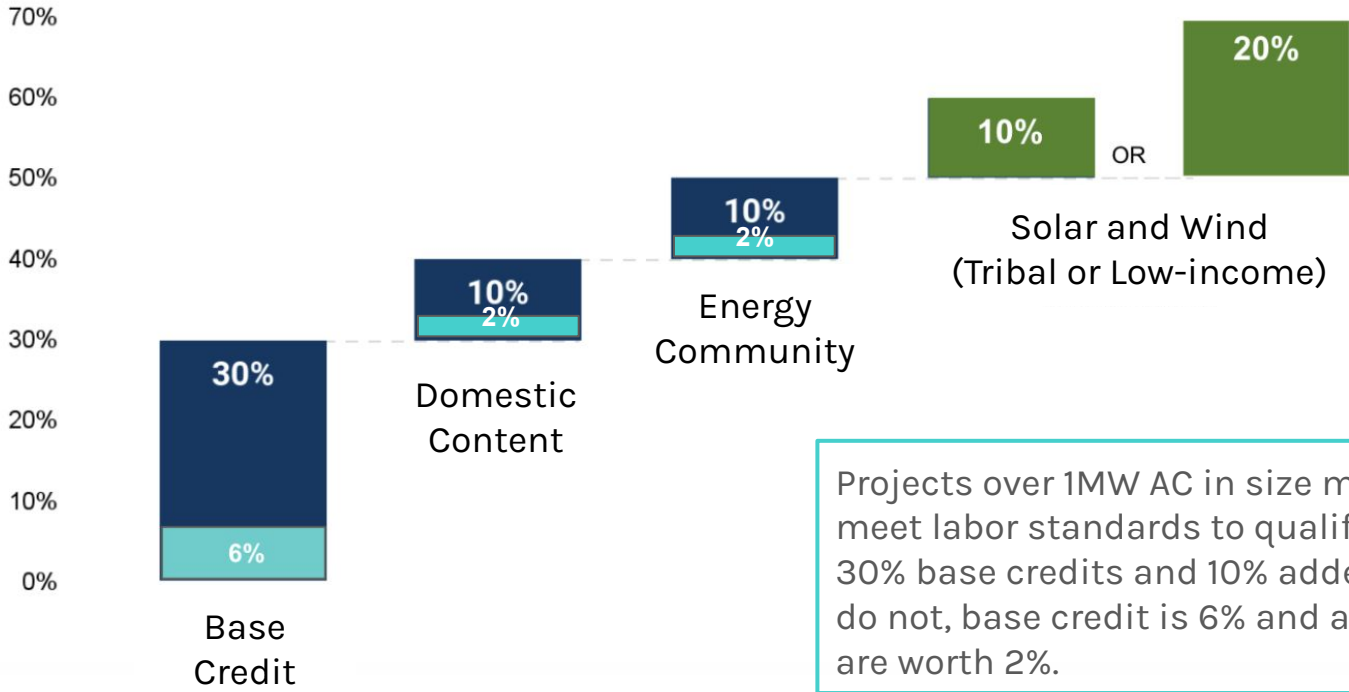 70%
60%
50%
40%
30%
20%
10%
0%
30%
6%
Base
Credit
10%
2%
Domestic
Content
10%
2%
Energy
Community
10%
OR
20%
Solar and Wind
(Tribal or Low-income)
Projects over 1MW AC in size
meet labor standards to
30% base credits and 10%
do not, base credit is 6% and
are worth 2%.